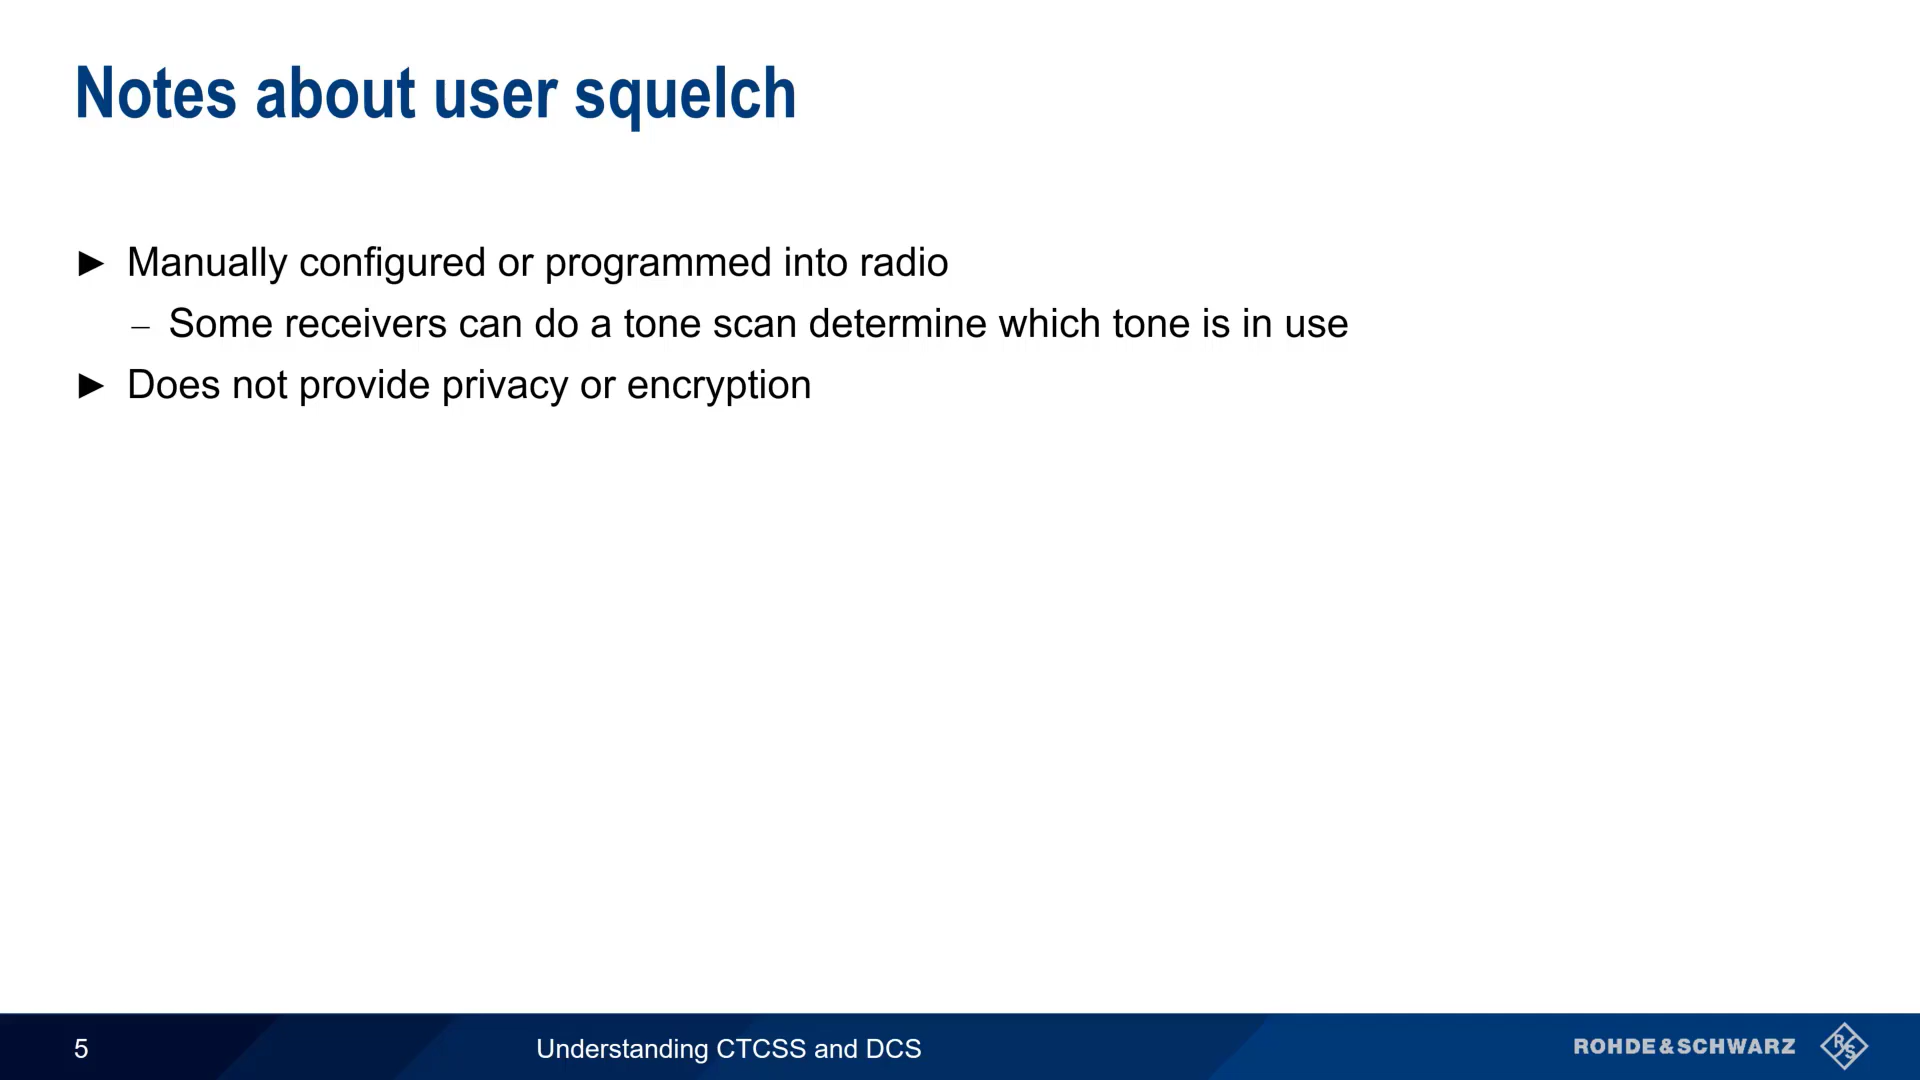 Notes about user squelch
► Manually configured or programmed into radio
– Some receivers can do a tone scan determine which tone is in use
► Does not provide privacy or encryption
5
Understanding CTCSS and DCS
ROHDE&SCHWARZ
R&S